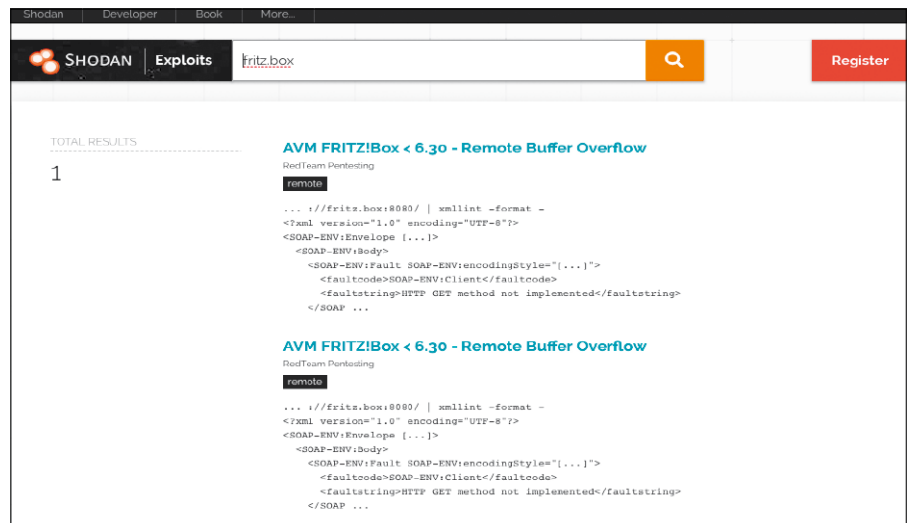 Shodan Developer Book More...
SHODAN Exploits fritz.box Register
TOTAL RESULTS
1
AVM FRITZ!Box < 6.30 - Remote Buffer Overflow
RedTeam Pentesting
remote
... ://fritz.box:8080/ | xmllint -format -
<?xml version="1.0" encoding="UTF-8"?>
<SOAP-ENV:Envelope [...]>
<SOAP-ENV:Body>
<SOAP-ENV:Fault SOAP-ENV:encodingStyle="[...]">
<faultcode>SOAP-ENV:Client</faultcode>
<faultstring>HTTP GET method not implemented</faultstring>
</SOAP ...
AVM FRITZ!Box < 6.30 - Remote Buffer Overflow
RedTeam Pentesting
remote
... ://fritz.box:8080/ | xmllint -format -
<?xml version="1.0" encoding="UTF-8"?>
<SOAP-ENV:Envelope [...]>
<SOAP-ENV:Body>
<SOAP-ENV:Fault SOAP-ENV:encodingStyle="[...]">
<faultcode>SOAP-ENV:Client</faultcode>
<faultstring>HTTP GET method not implemented</faultstring>
</SOAP ...